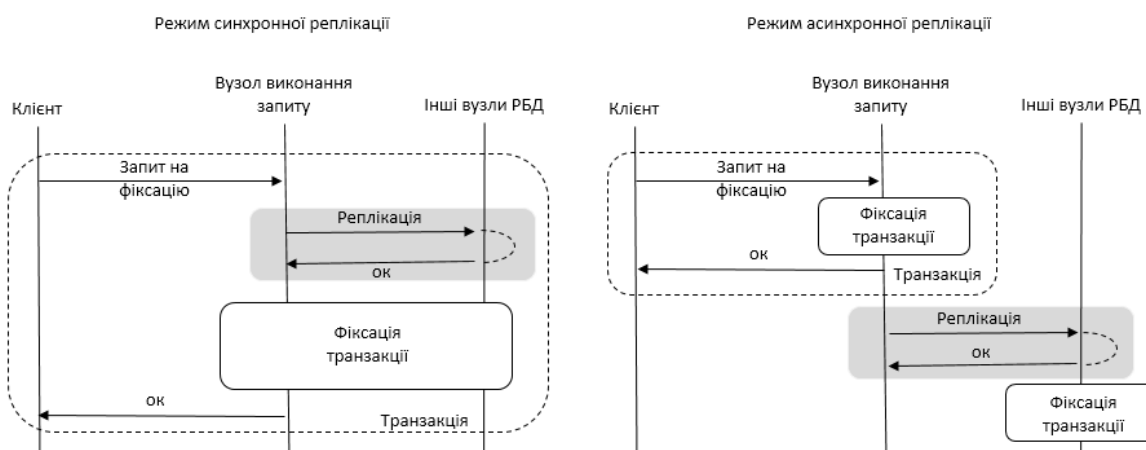 Режим синхронної реплікації
Клієнт
Вузол виконання
запиту
Інші вузли РБД
Запит на
фіксацію
Реплікація
ок
Фіксація
транзакції
ок
Транзакція
Режим асинхронної реплікації
Клієнт
Вузол виконання
запиту
Інші вузли РБД
Запит на
фіксацію
Фіксація
транзакції
ок
Транзакція
Реплікація
ок
Фіксація
транзакції